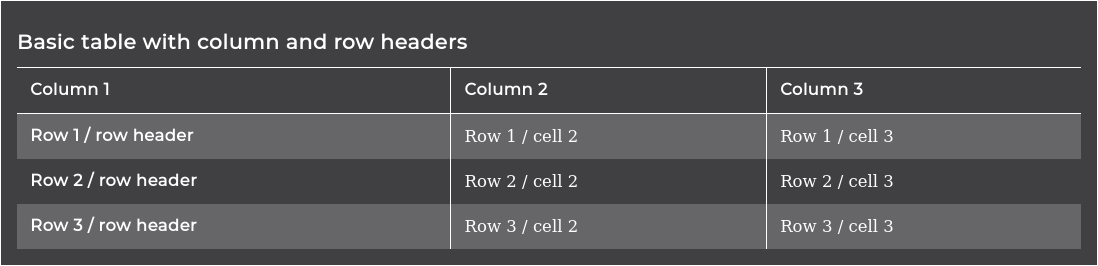 Basic table with column and row headers
Column 1 Column 2 Column 3
Row 1 / row header Row 1 / cell 2 Row 1 / cell 3
Row 2 / row header Row 2 / cell 2 Row 2 / cell 3
Row 3 / row header Row 3 / cell 2 Row 3 / cell 3